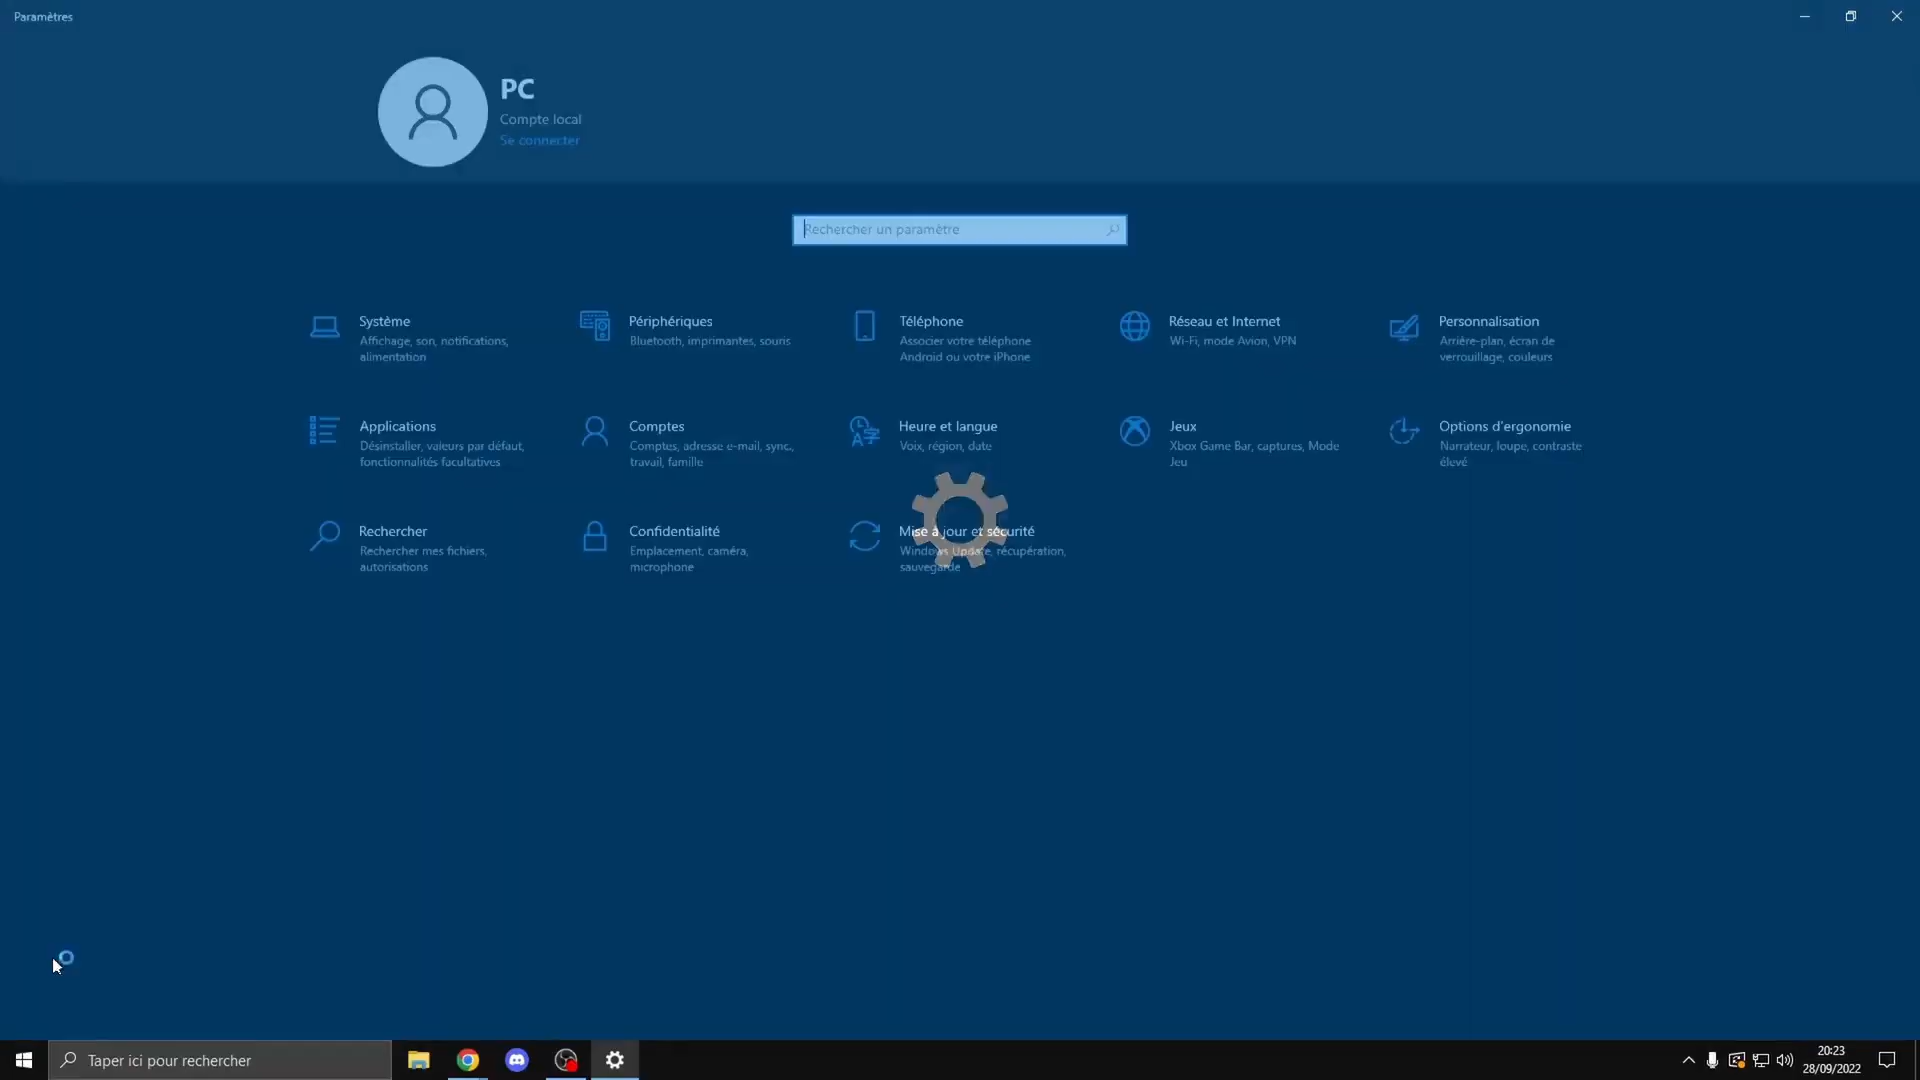 Paramètres
PC
Compte local
Se connecter
Rechercher un paramètre
Système
Affichage, son, notifications,
alimentation
Périphériques
Bluetooth, imprimantes, souris
Téléphone
Associer votre téléphone
Android ou votre iPhone
Réseau et Internet
Wi-Fi, mode Avion, VPN
Personnalisation
Arrière-plan, écran de
verrouillage, couleurs
Applications
Désinstaller, valeurs par défaut,
fonctionnalités facultatives
Comptes
Comptes, adresse e-mail, sync.,
travail, famille
Heure et langue
Voix, région, date
Jeux
Xbox Game Bar, captures, Mode
Jeu
Options d'ergonomie
Narrateur, loupe, contraste
élevé
Rechercher
Rechercher mes fichiers,
autorisations
Confidentialité
Emplacement, caméra,
microphone
Mise à jour et sécurité
Windows Update, récupération,
sauvegarde
Taper ici pour rechercher
20:23
28/09/2022